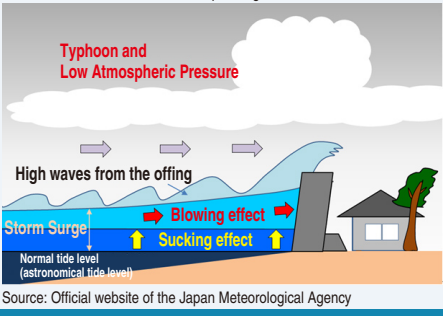 Typhoon and
Low Atmospheric Pressure
High waves from the offing
Blowing effect
Storm Surge
Sucking effect
Normal tide level
(astronomical tide level)
Source: Official website of the Japan Meteorological Agency